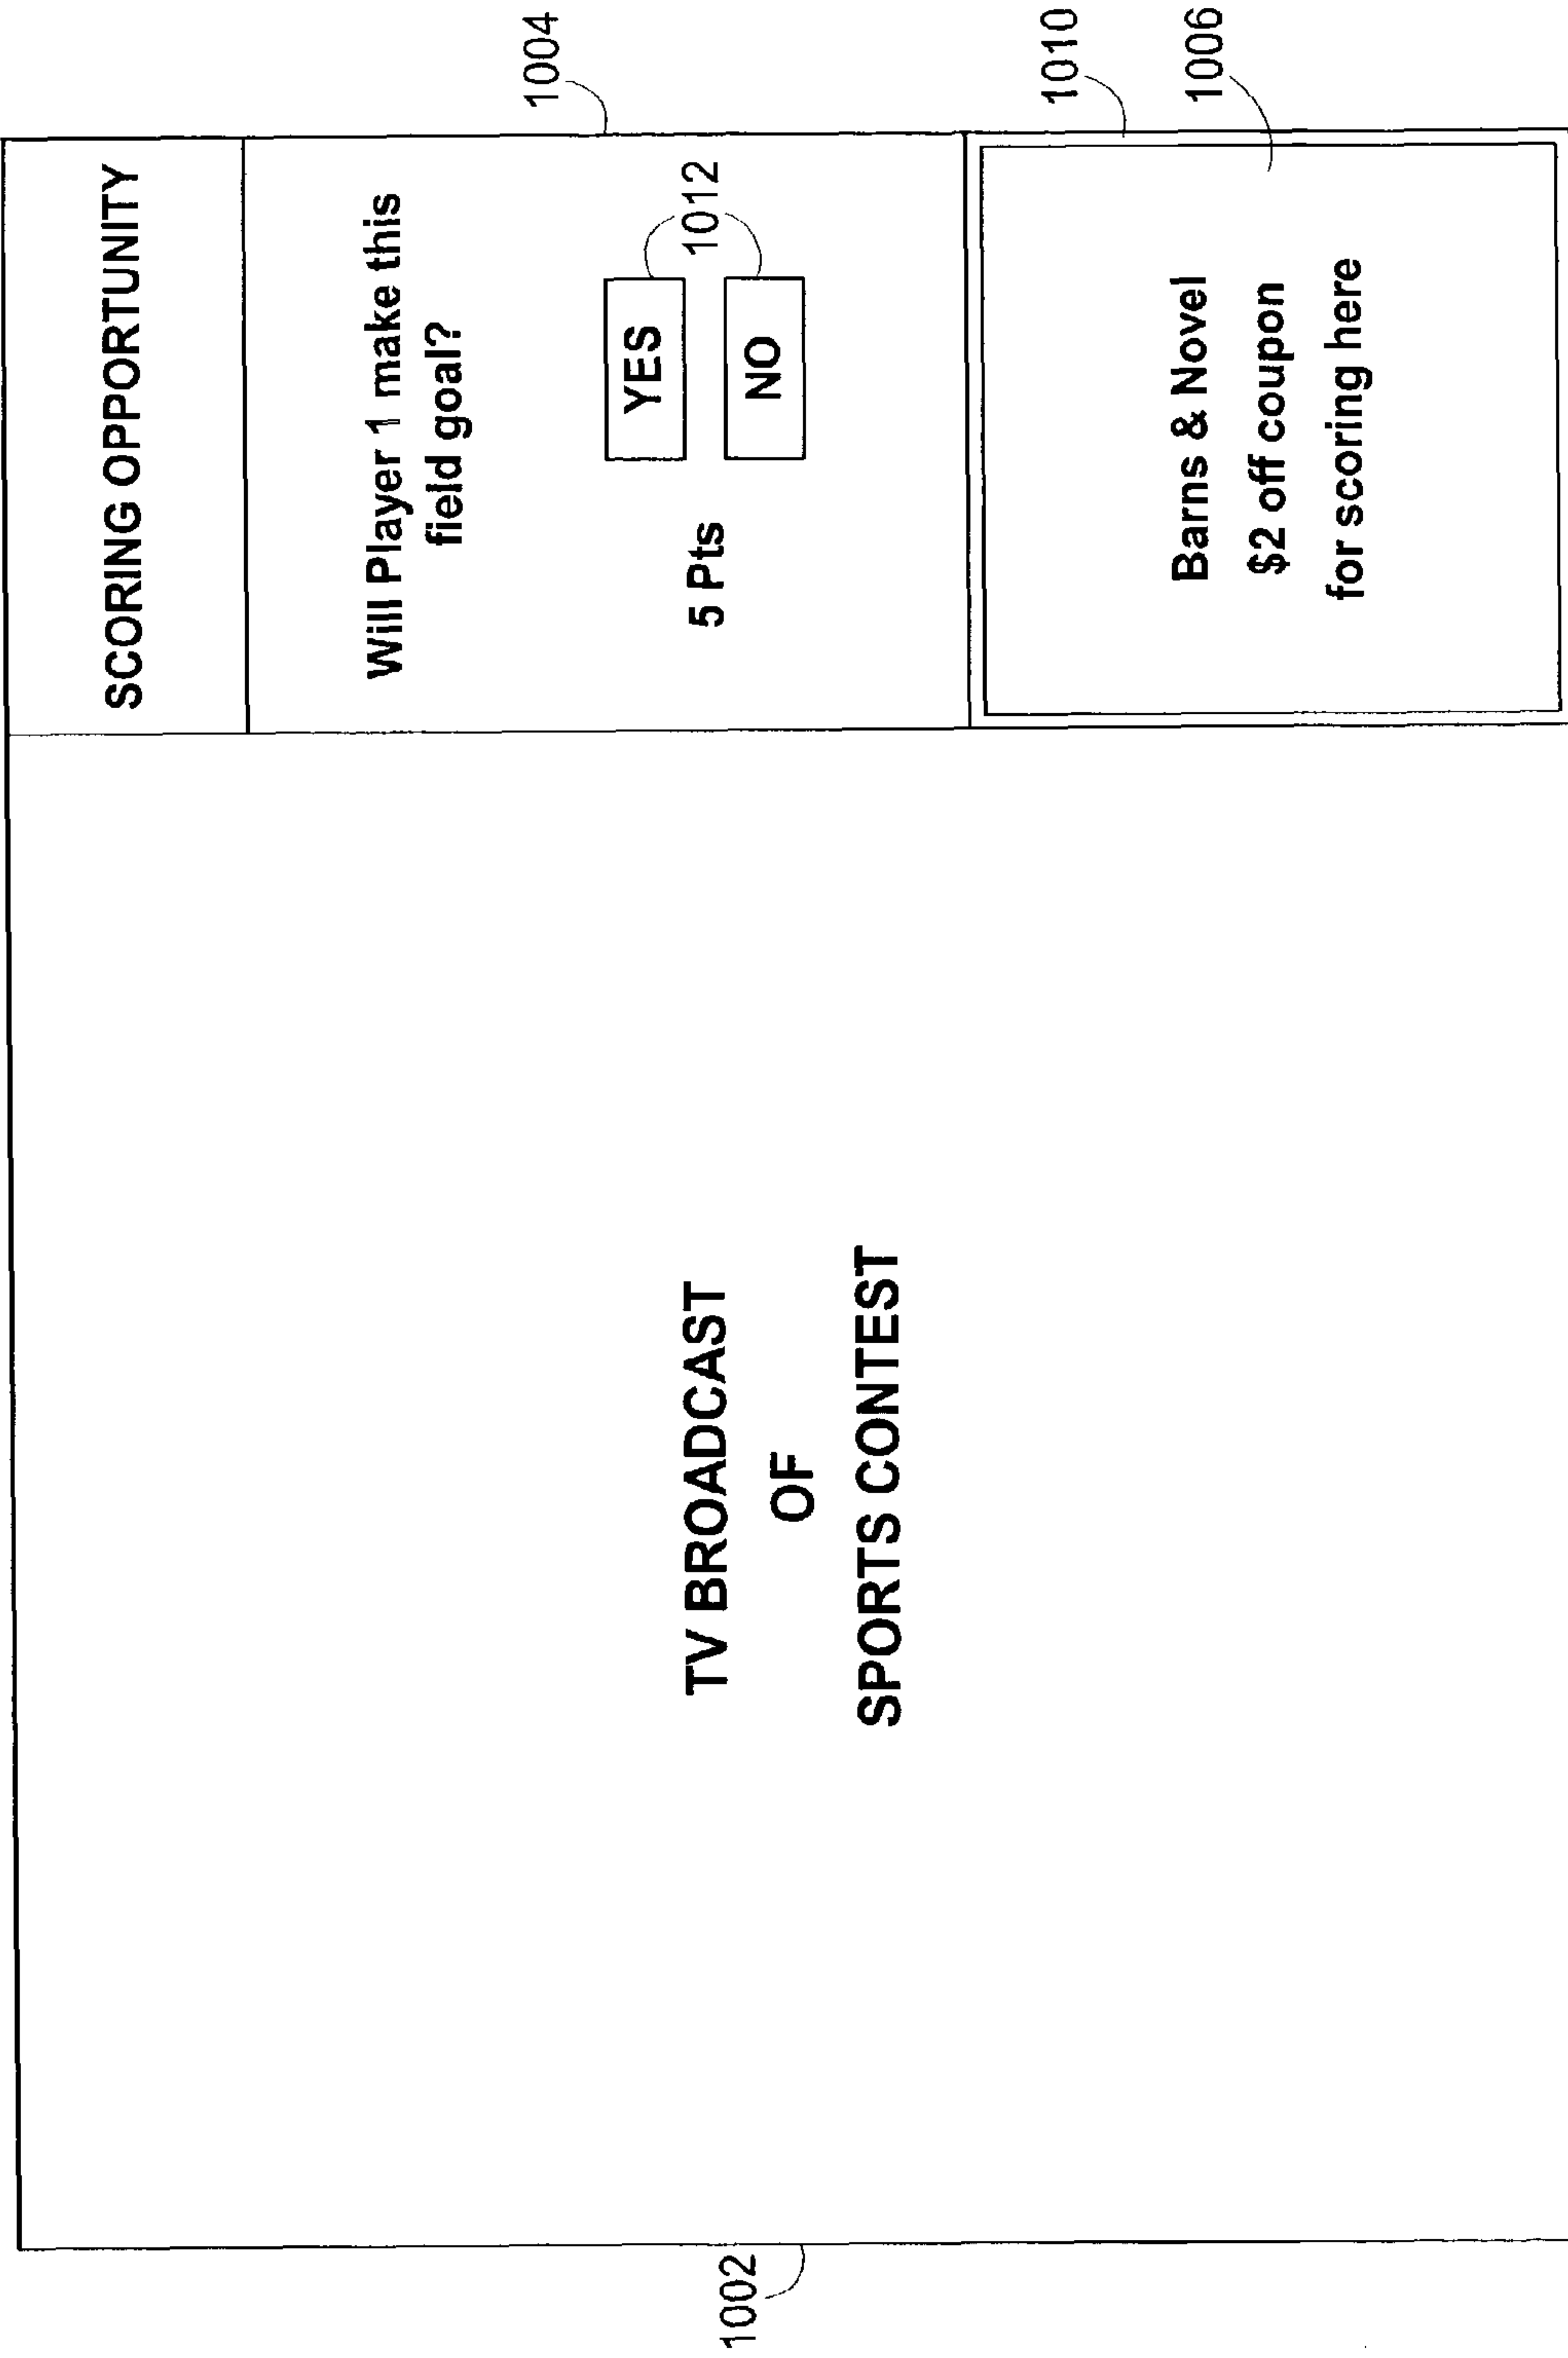 SCORING OPPORTUNITY
1004
Will Player 1 make this
field goal?
YES
1012
5 Pts
NO
TV BROADCAST
OF
SPORTS CONTEST
1002
1010
1006
Barns & Novel
$2 off coupon
for scoring here